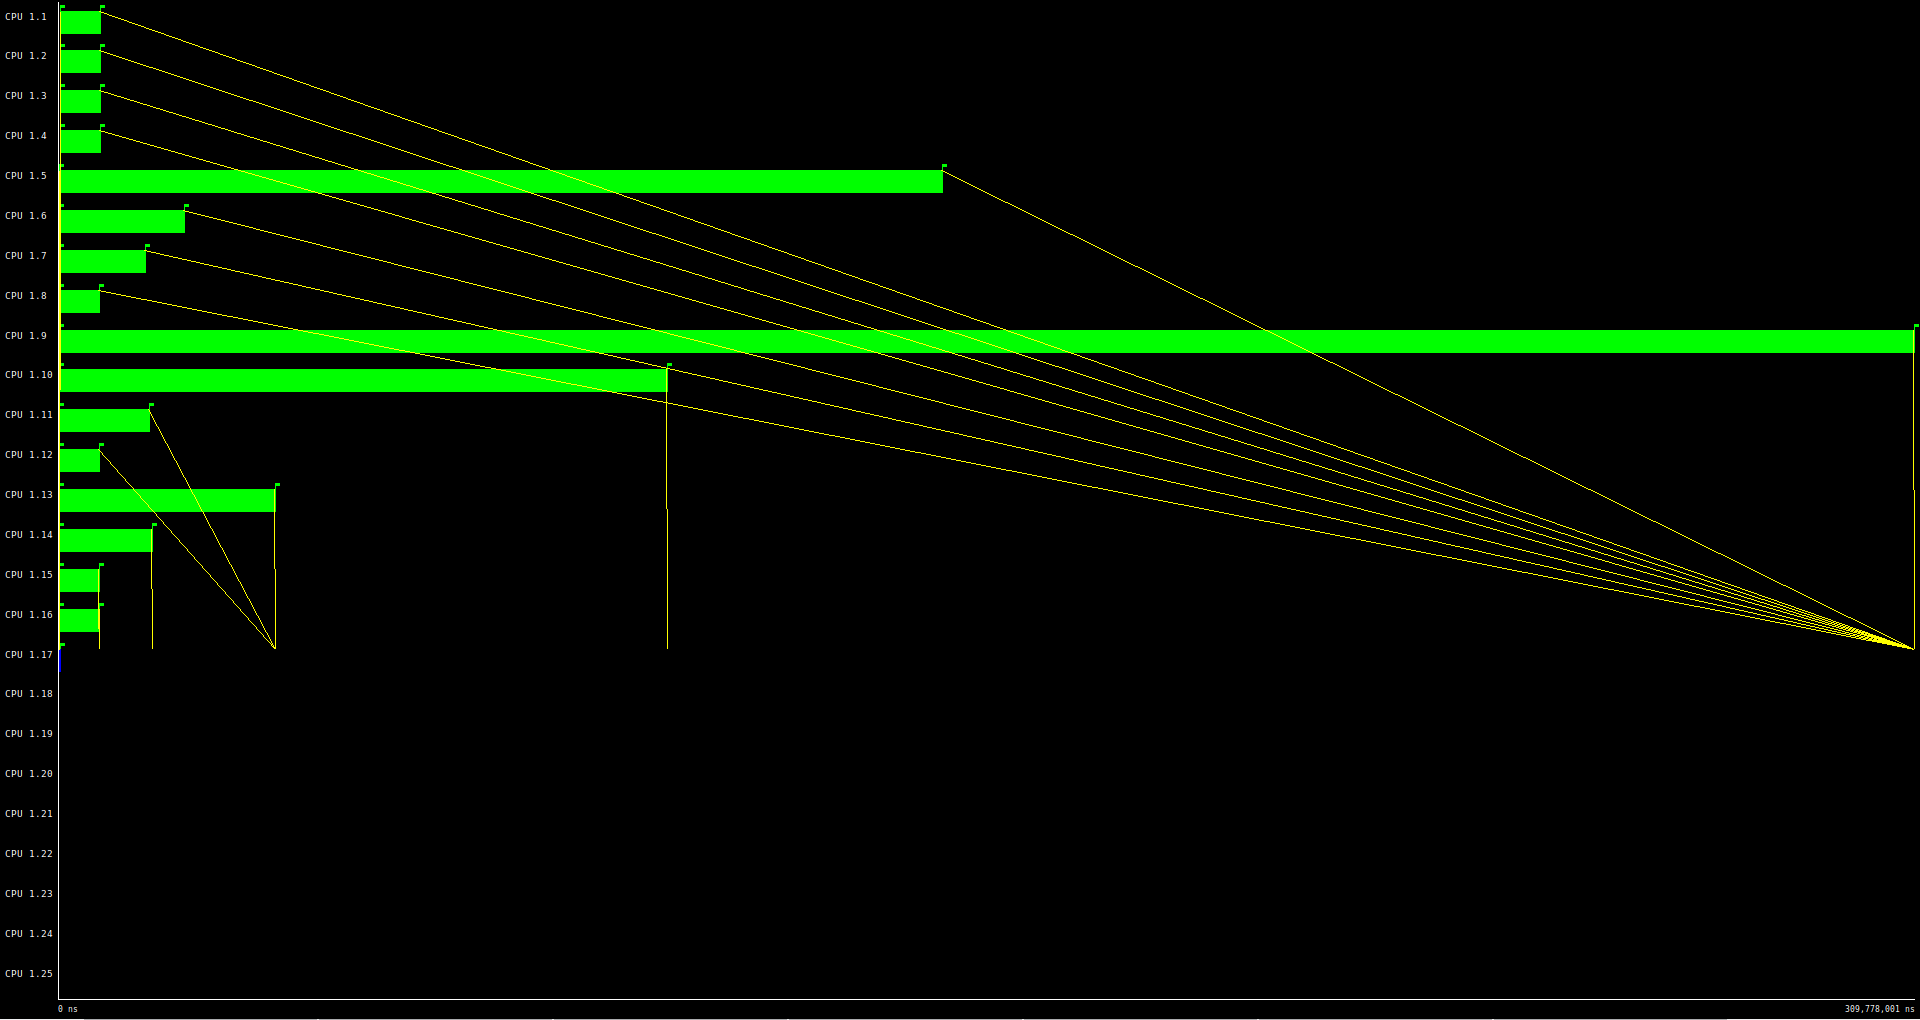 CPU 1.1
CPU 1.2
CPU 1.3
CPU 1.4
CPU 1.5
CPU 1.6
CPU 1.7
CPU 1.8
CPU 1.9
CPU 1.10
CPU 1.11
CPU 1.12
CPU 1.13
CPU 1.14
CPU 1.15
CPU 1.16
CPU 1.17
CPU 1.18
CPU 1.19
CPU 1.20
CPU 1.21
CPU 1.22
CPU 1.23
CPU 1.24
CPU 1.25
0 ns 309,778,001 ns